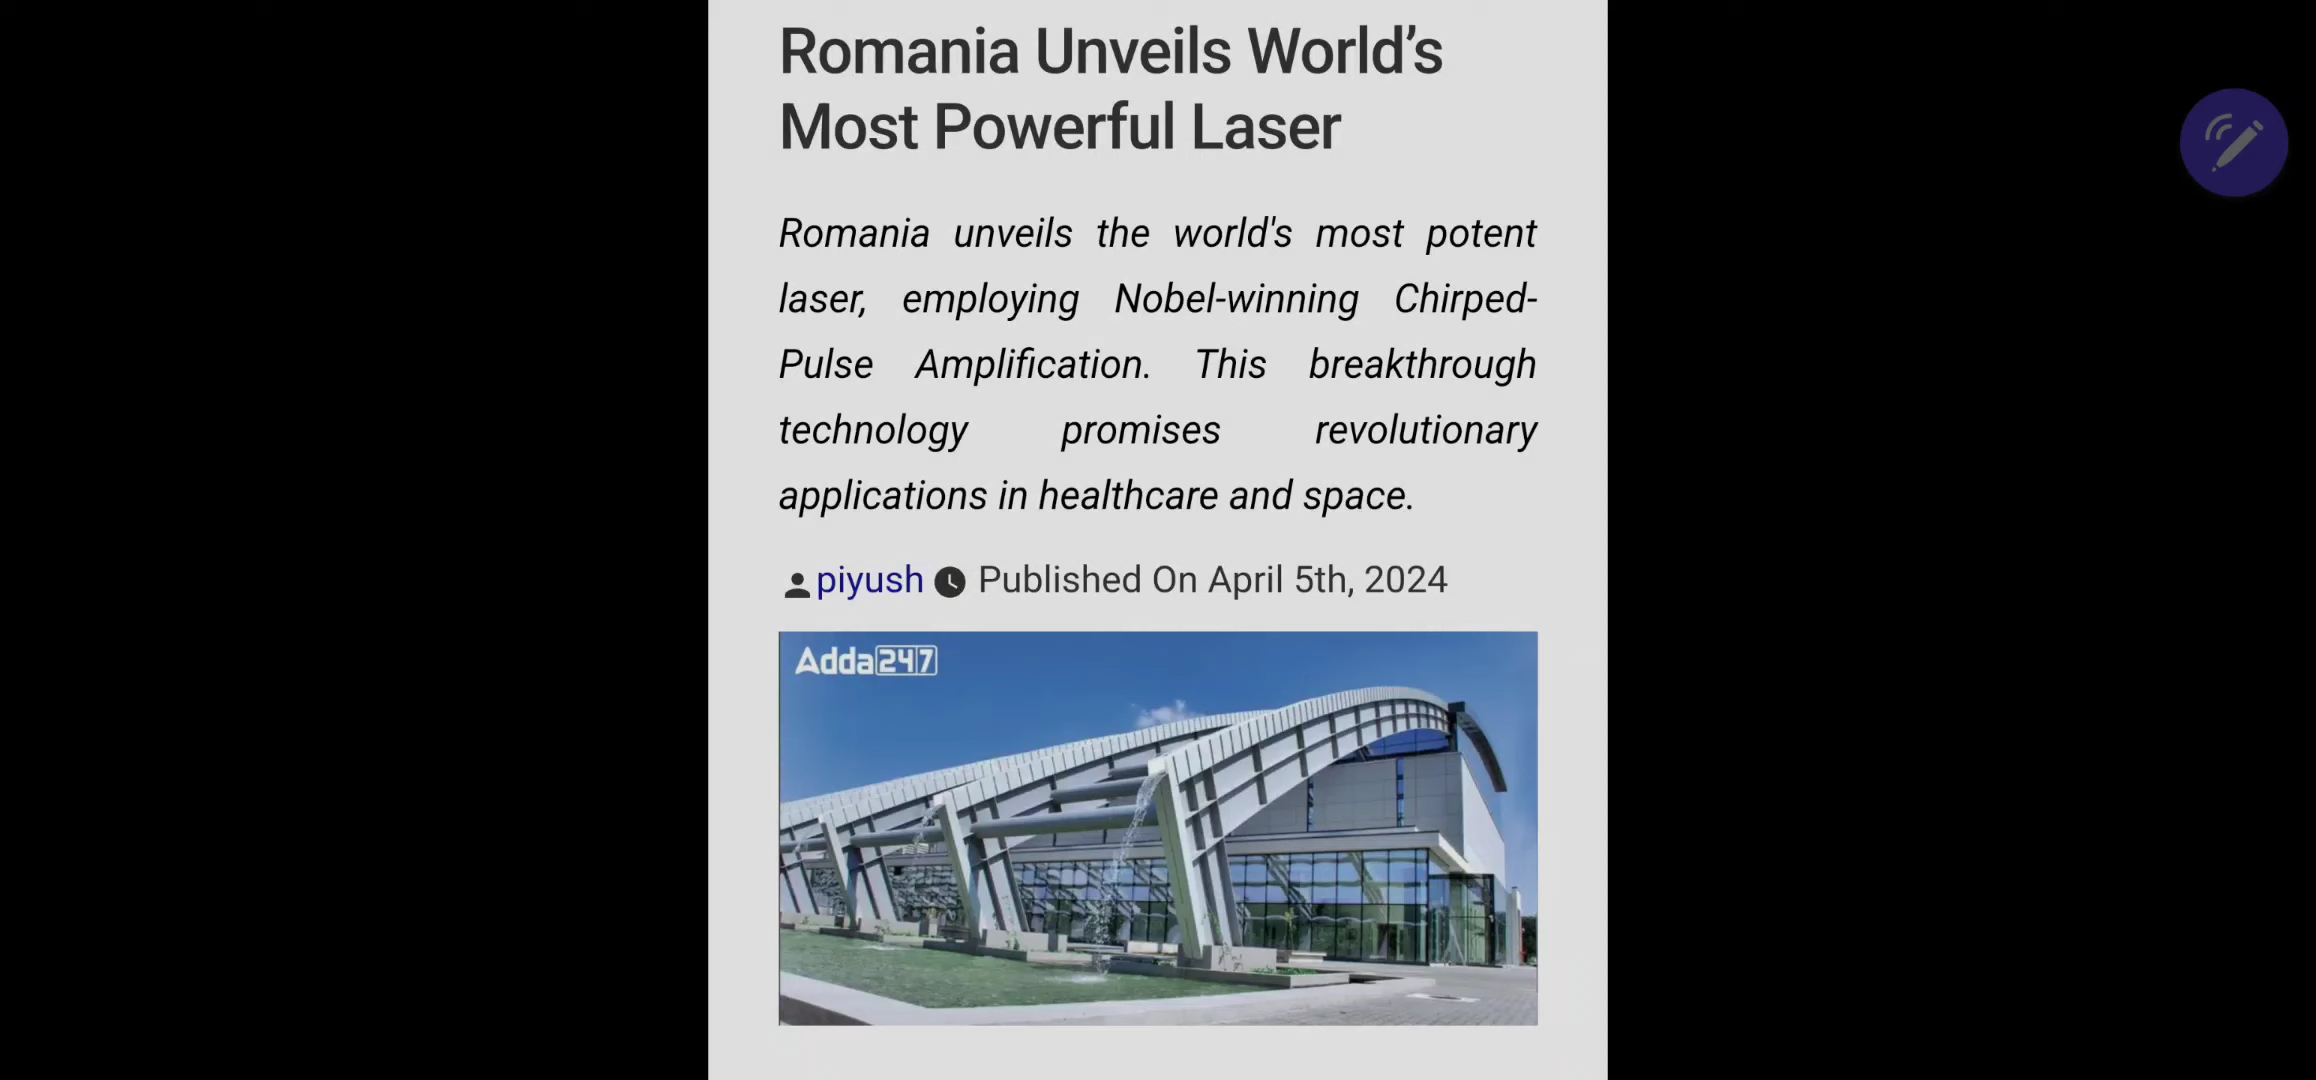 Romania Unveils World’s
Most Powerful Laser
Romania unveils the world's most potent
laser, employing Nobel-winning Chirped-
Pulse Amplification. This breakthrough
technology promises revolutionary
applications in healthcare and space.
piyush Published On April 5th, 2024
Adda247